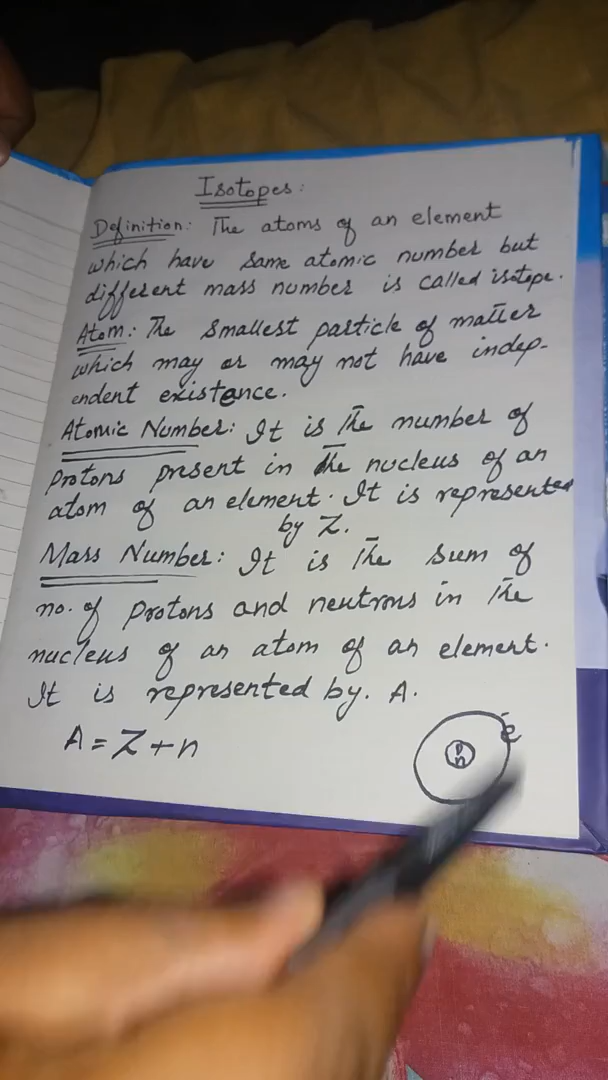 Isotopes:
Definition: The atoms of an element
which have same atomic number but
different mass number is called isotope.
Atom: The smallest particle of matter
which may or may not have indep-
endent existance.
Atomic Number: It is the number of
protons present in the nucleus of an
atom of an element. It is represented
by Z.
Mass Number: It is the sum of
no. of protons and neutrons in the
nucleus of an atom of an element.
It is represented by. A.
A = Z + n
e
p
n